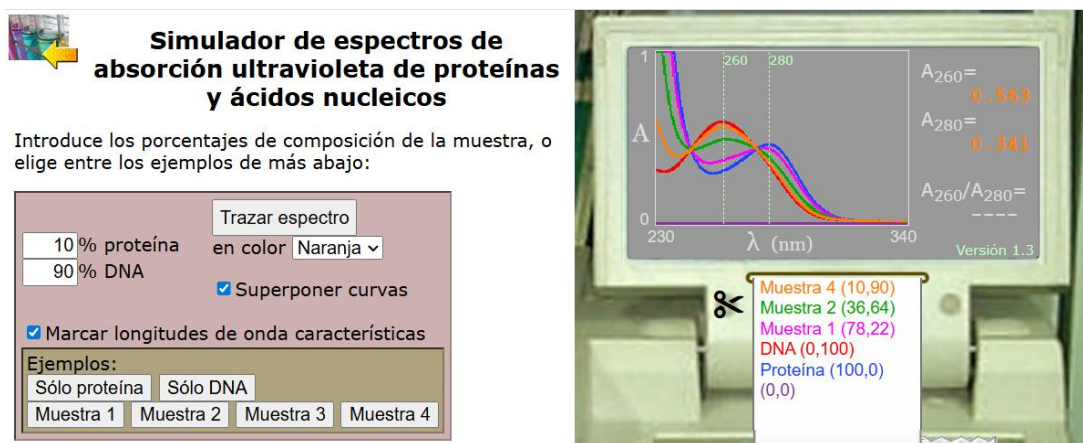 Simulador de espectros de
absorción ultravioleta de proteínas
y ácidos nucleicos
Introduce los porcentajes de composición de la muestra, o
elige entre los ejemplos de más abajo:
10 % proteína
90 % DNA
Trazar espectro
en color Naranja
Superponer curvas
Marcar longitudes de onda características
Ejemplos:
Sólo proteína Sólo DNA
Muestra 1 Muestra 2 Muestra 3 Muestra 4
1
260 280
A
0
230 λ (nm) 340
A260=
0.563
A280=
0.341
A260/A280=
----
Versión 1.3
Muestra 4 (10,90)
Muestra 2 (36,64)
Muestra 1 (78,22)
DNA (0,100)
Proteína (100,0)
(0,0)